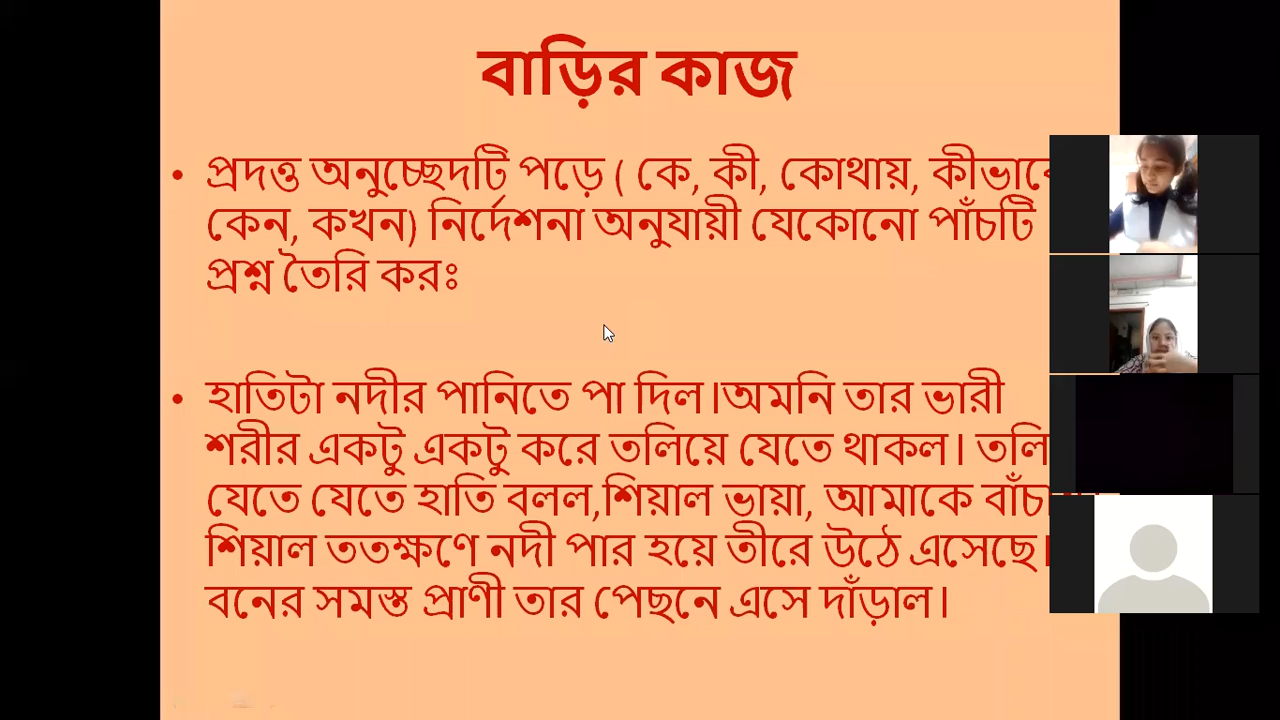 বাড়ির কাজ
• প্রদত্ত অনুচ্ছেদটি পড়ে ( কে, কী, কোথায়, 
কেন, কখন) নির্দেশনা অনুযায়ী যেকোনো পাঁচটি
প্রশ্ন তৈরি করঃ
• হাতিটা নদীর পানিতে পা দিল।অমনি তার ভারী
শরীর একটু একটু করে তলিয়ে যেতে থাকল।
যেতে যেতে হাতি বলল,শিয়াল ভায়া, আমাকে
শিয়াল ততক্ষণে নদী পার হয়ে তীরে উঠে এসেছে।
বনের সমস্ত প্রাণী তার পেছনে এসে দাঁড়াল।